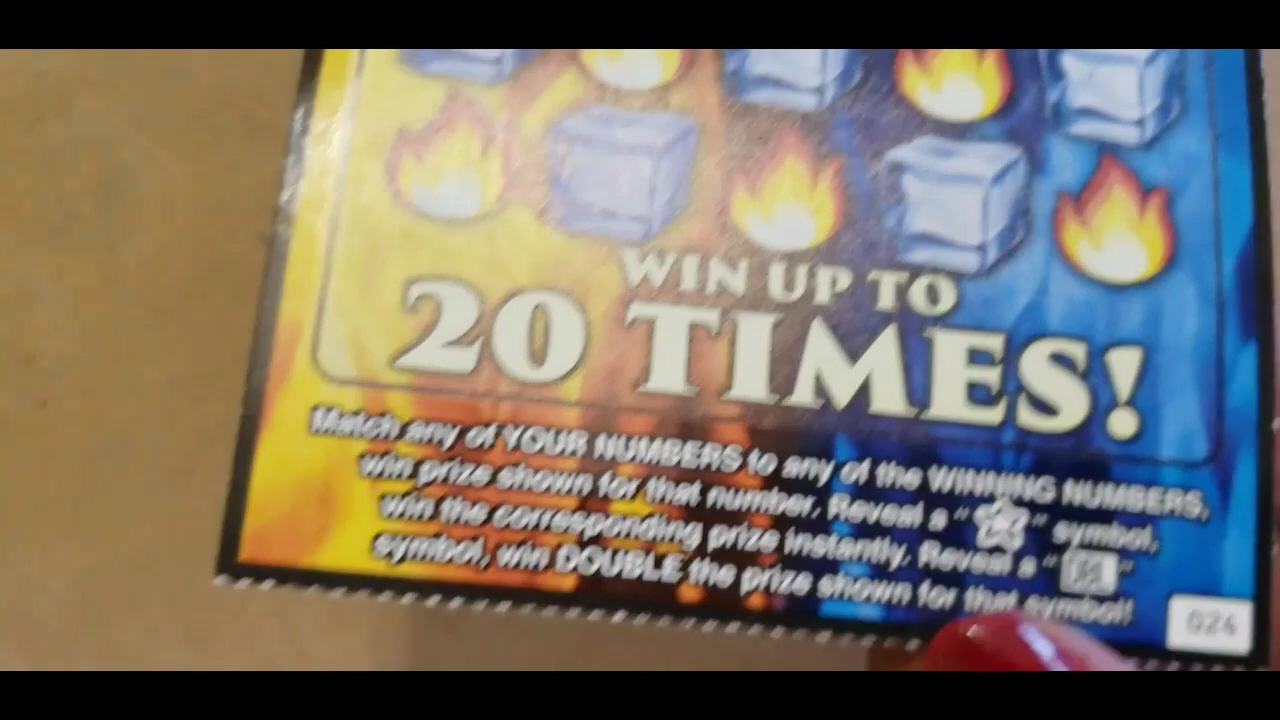 WIN UP TO
20 TIMES!
Match any of YOUR NUMBERS to any of the WINNING NUMBERS,
win prize shown for that number. Reveal a "" symbol,
win the corresponding prize instantly. Reveal a ""
symbol, win DOUBLE the prize shown for that symbol!
024